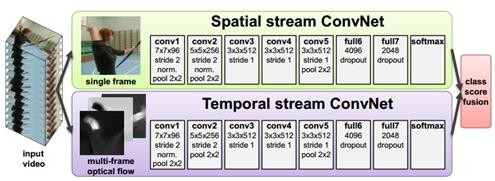 Spatial stream ConvNet
single frame
conv1
7x7x96
stride 2
norm.
pool 2x2
conv2
5x5x256
stride 2
norm.
pool 2x2
conv3
3x3x512
stride 1
conv4
3x3x512
stride 1
conv5
3x3x512
stride 1
pool 2x2
full6
4096
dropout
full7
2048
dropout
softmax
Temporal stream ConvNet
input
video
multi-frame
optical flow
conv1
7x7x96
stride 2
norm.
pool 2x2
conv2
5x5x256
stride 2
pool 2x2
conv3
3x3x512
stride 1
conv4
3x3x512
stride 1
conv5
3x3x512
stride 1
pool 2x2
full6
4096
dropout
full7
2048
dropout
softmax
class
score
fusion